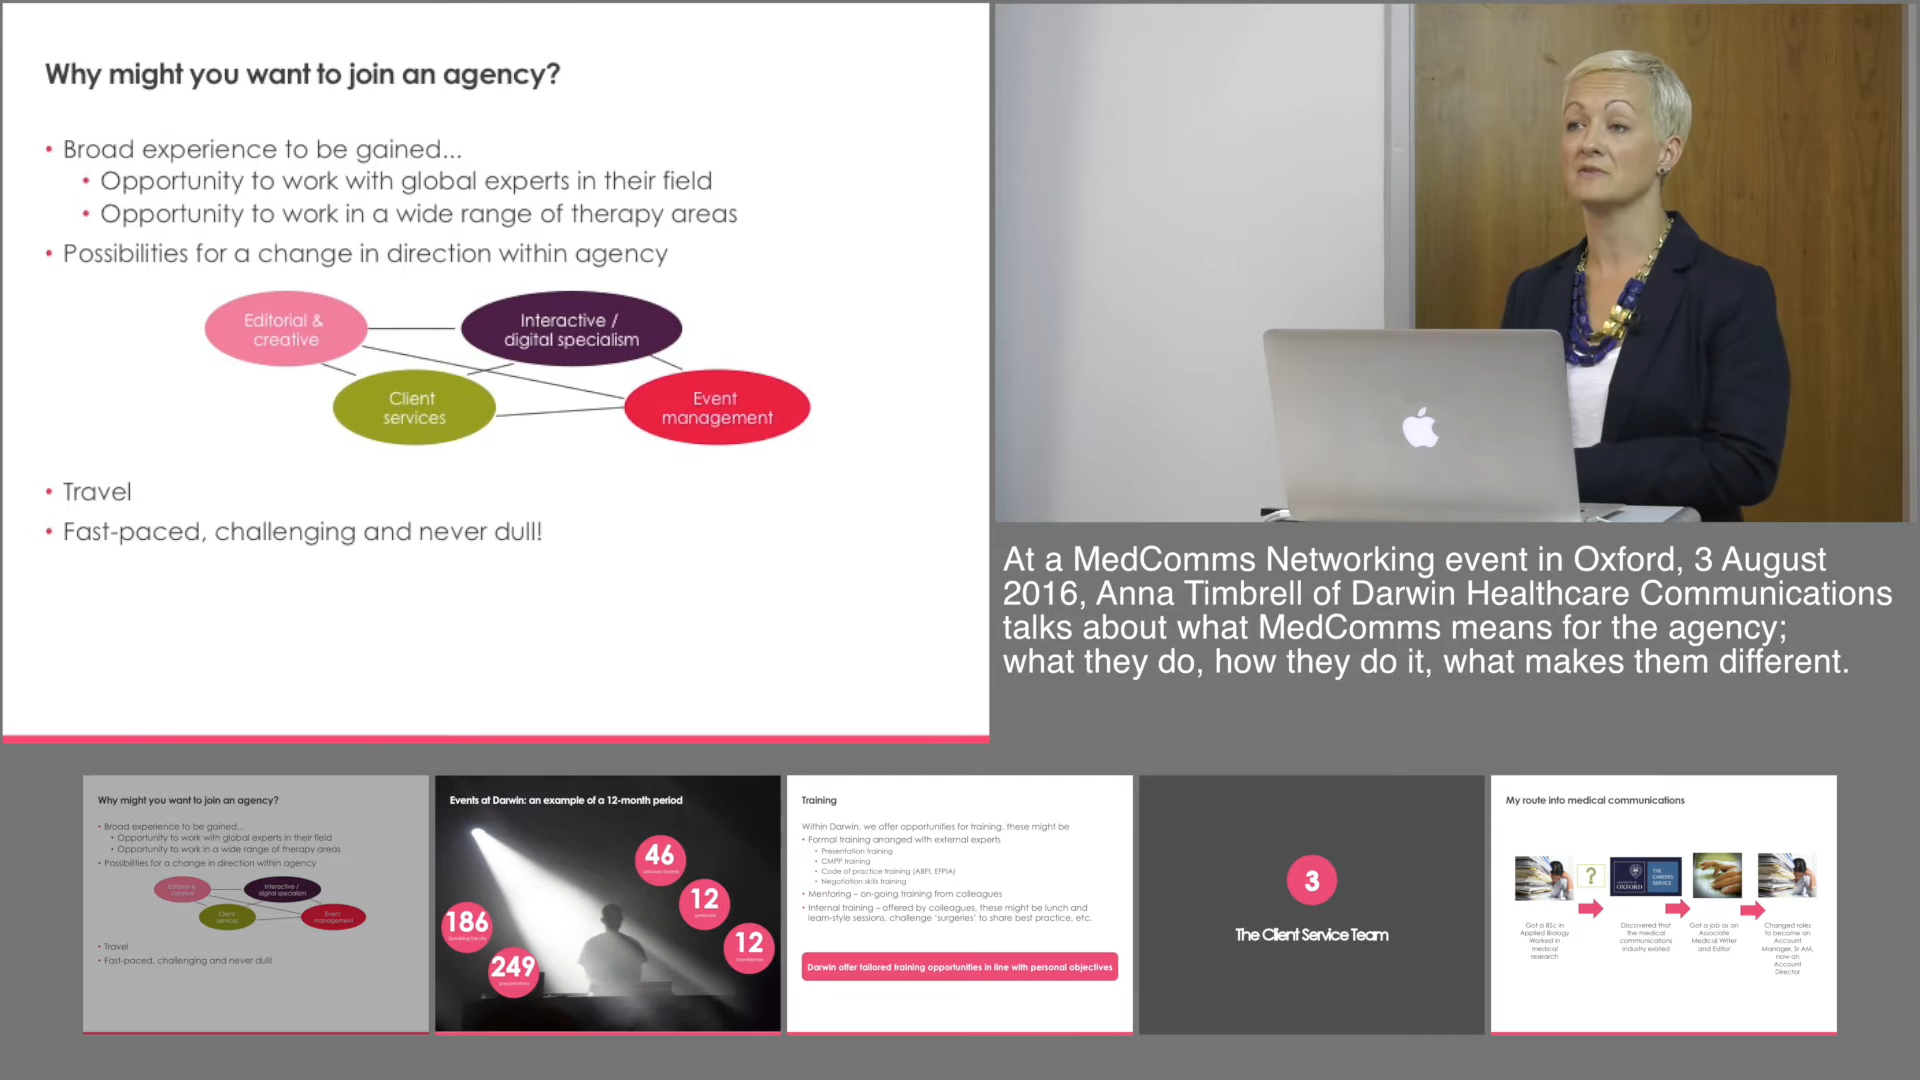 Why might you want to join an agency?
• Broad experience to be gained...
• Opportunity to work with global experts in their field
• Opportunity to work in a wide range of therapy areas
• Possibilities for a change in direction within agency
Editorial &
creative
Interactive /
digital specialism
Client
services
Event
management
• Travel
• Fast-paced, challenging and never dull!
At a MedComms Networking event in Oxford, 3 August
2016, Anna Timbrell of Darwin Healthcare Communications
talks about what MedComms means for the agency;
what they do, how they do it, what makes them different.
Why might you want to join an agency?
• Broad experience to be gained...
• Opportunity to work with global experts in their field
• Opportunity to work in a wide range of therapy areas
• Possibilities for a change in direction within agency
Editorial &
creative
Interactive /
digital specialism
Client
services
Event
management
• Travel
• Fast-paced, challenging and never dull!
Events at Darwin: an example of a 12-month period
46
12
186
12
249
Training
Within Darwin, we offer opportunities for training, these might be
• Formal training arranged with external experts
• Presentation training
• CMPP training
• Code of practice training (ABPI, EFPIA)
• Negotiation skills training
• Mentoring – on-going training from colleagues
• Internal training – offered by colleagues, these might be lunch and
learn-style sessions, challenge 'surgeries' to share best practice, etc.
Darwin offer tailored training opportunities in line with personal objectives
3
The Client Service Team
My route into medical communications
?
OXFORD
THE
CAREERS
SERVICE
Got a BSc in
Applied Biology
Worked in
medical
research
Discovered that
the medical
communications
industry existed
Got a job as an
Associate
Medical Writer
and Editor
Changed roles
to become an
Account
Manager, Sr AM,
now an
Account
Director